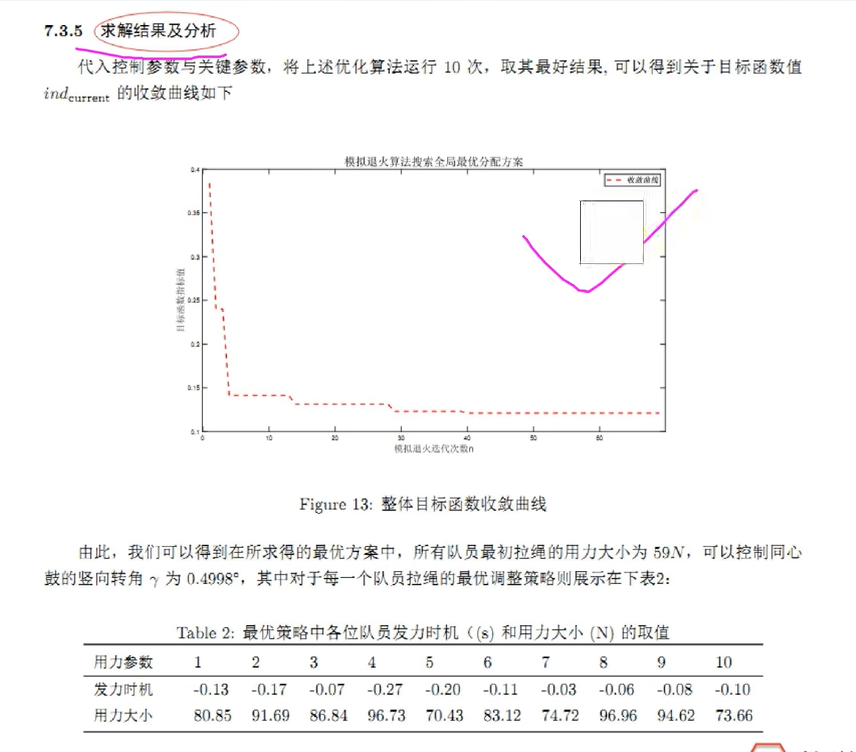 7.3.5 求解结果及分析
代入控制参数与关键参数，将上述优化算法运行 10 次，取其最好结果, 可以得到关于目标函数值
ind_current 的收敛曲线如下
模拟退火算法搜索全局最优分配方案
收敛曲线
0.4
0.35
0.3
0.25
0.2
0.15
0.1
目标函数指标值
0 10 20 30 40 50 60
模拟退火迭代次数n
Figure 13: 整体目标函数收敛曲线
由此，我们可以得到在所求得的最优方案中，所有队员最初拉绳的用力大小为 59N，可以控制同心
鼓的竖向转角 γ 为 0.4998°，其中对于每一个队员拉绳的最优调整策略则展示在下表2：
Table 2: 最优策略中各位队员发力时机（(s) 和用力大小 (N) 的取值
用力参数 1 2 3 4 5 6 7 8 9 10
发力时机 -0.13 -0.17 -0.07 -0.27 -0.20 -0.11 -0.03 -0.06 -0.08 -0.10
用力大小 80.85 91.69 86.84 96.73 70.43 83.12 74.72 96.96 94.62 73.66